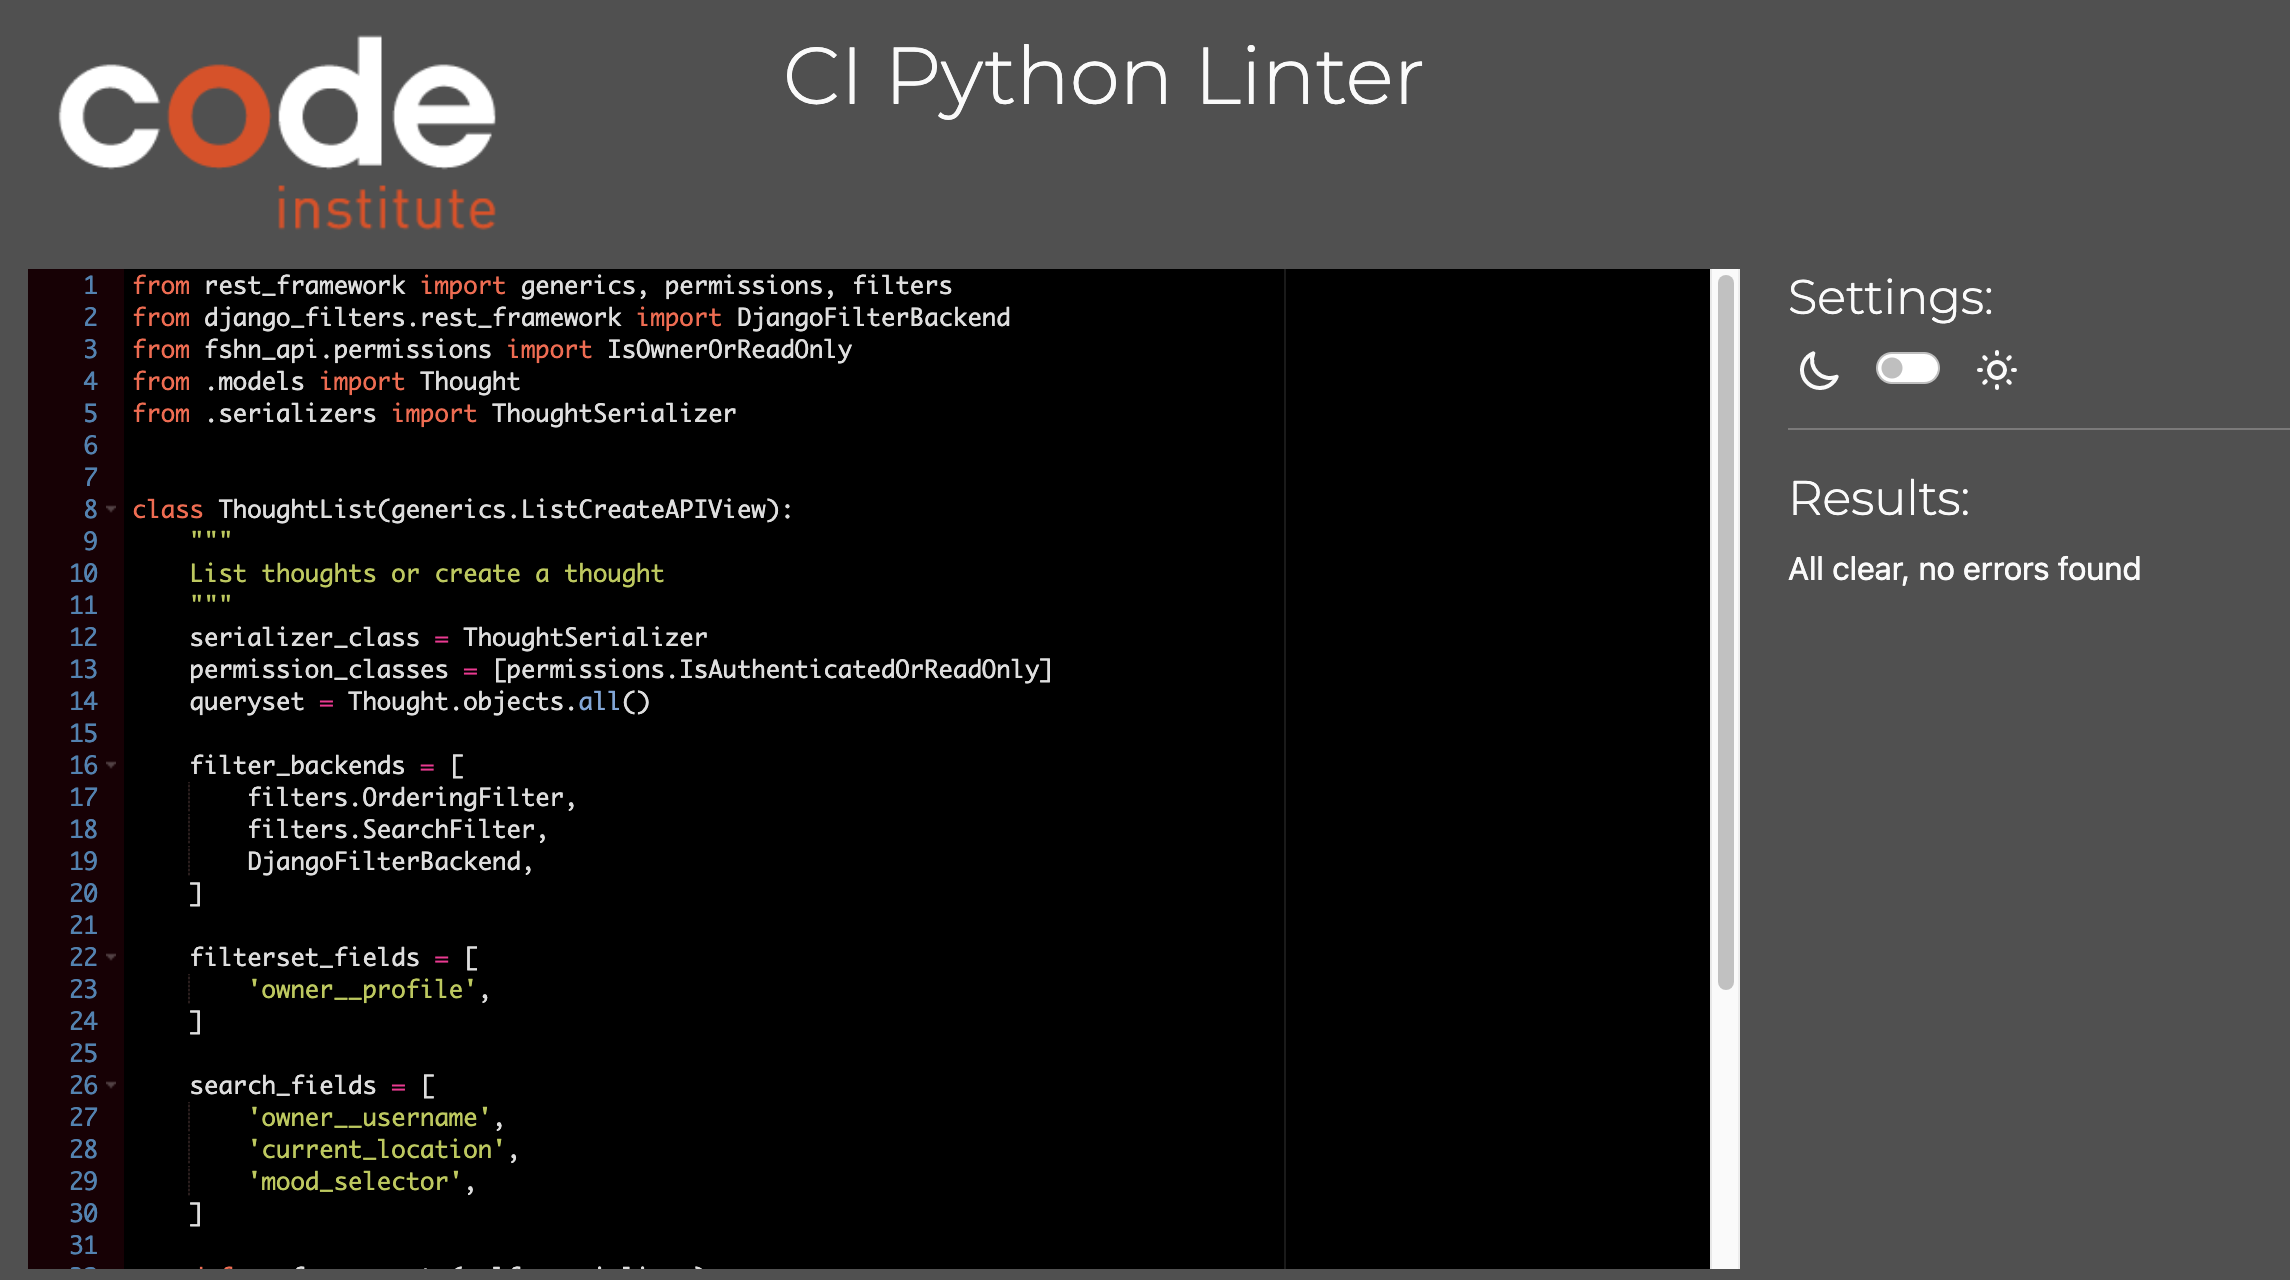 code
institute
CI Python Linter
1 from rest_framework import generics, permissions, filters
2 from django_filters.rest_framework import DjangoFilterBackend
3 from fshn_api.permissions import IsOwnerOrReadOnly
4 from .models import Thought
5 from .serializers import ThoughtSerializer
6
7
8 class ThoughtList(generics.ListCreateAPIView):
9     """
10     List thoughts or create a thought
11     """
12     serializer_class = ThoughtSerializer
13     permission_classes = [permissions.IsAuthenticatedOrReadOnly]
14     queryset = Thought.objects.all()
15
16     filter_backends = [
17         filters.OrderingFilter,
18         filters.SearchFilter,
19         DjangoFilterBackend,
20     ]
21
22     filterset_fields = [
23         'owner__profile',
24     ]
25
26     search_fields = [
27         'owner__username',
28         'current_location',
29         'mood_selector',
30     ]
31
Settings:
Results:
All clear, no errors found